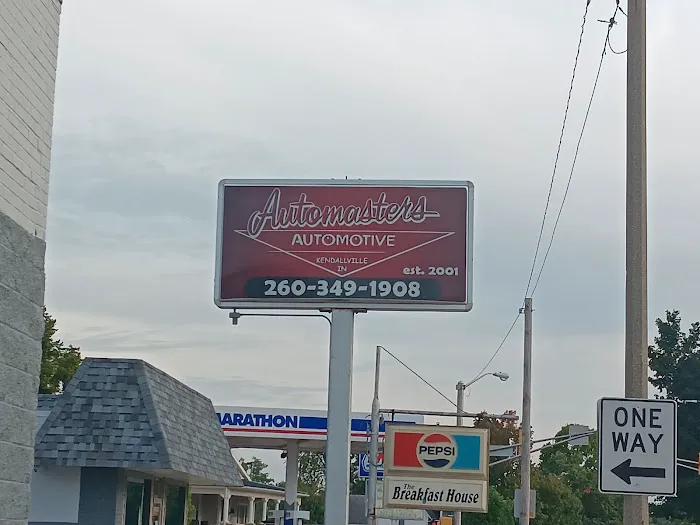 Automasters
AUTOMOTIVE
KENDALLVILLE
IN
est. 2001
260-349-1908
MARATHON
PEPSI
The
Breakfast House
ONE
WAY